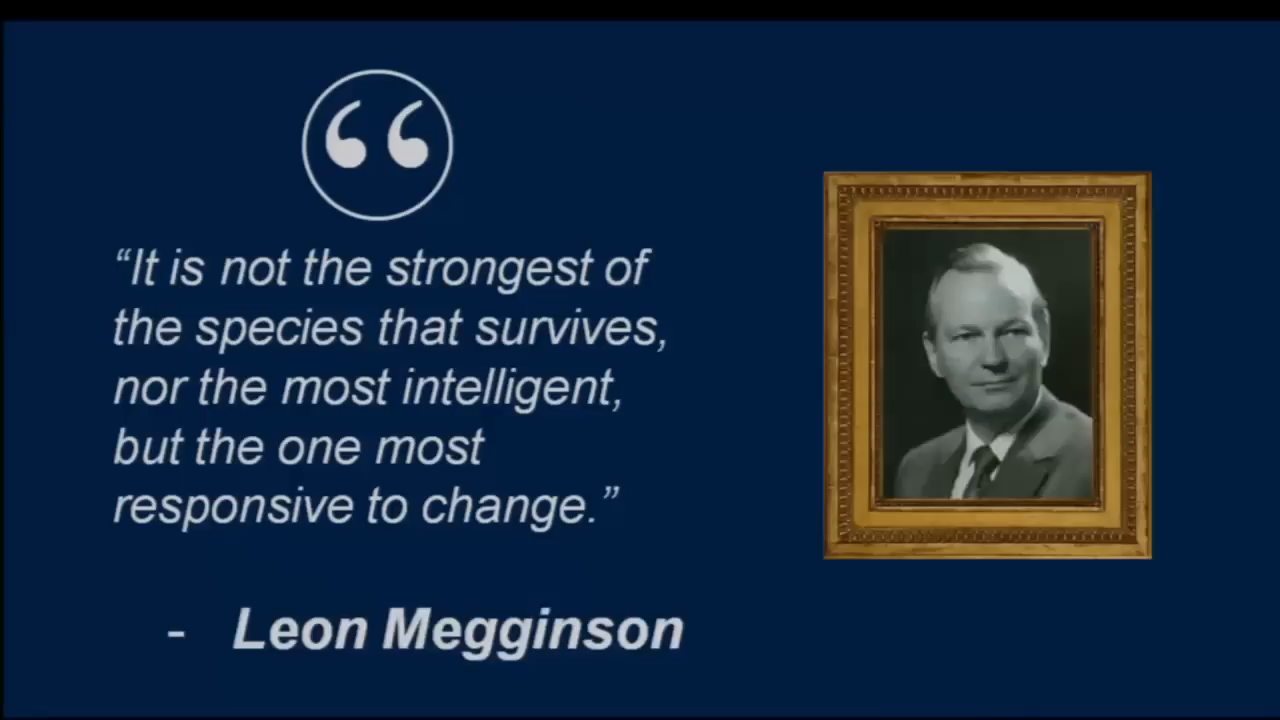 “It is not the strongest of
the species that survives,
nor the most intelligent,
but the one most
responsive to change.”
- Leon Megginson